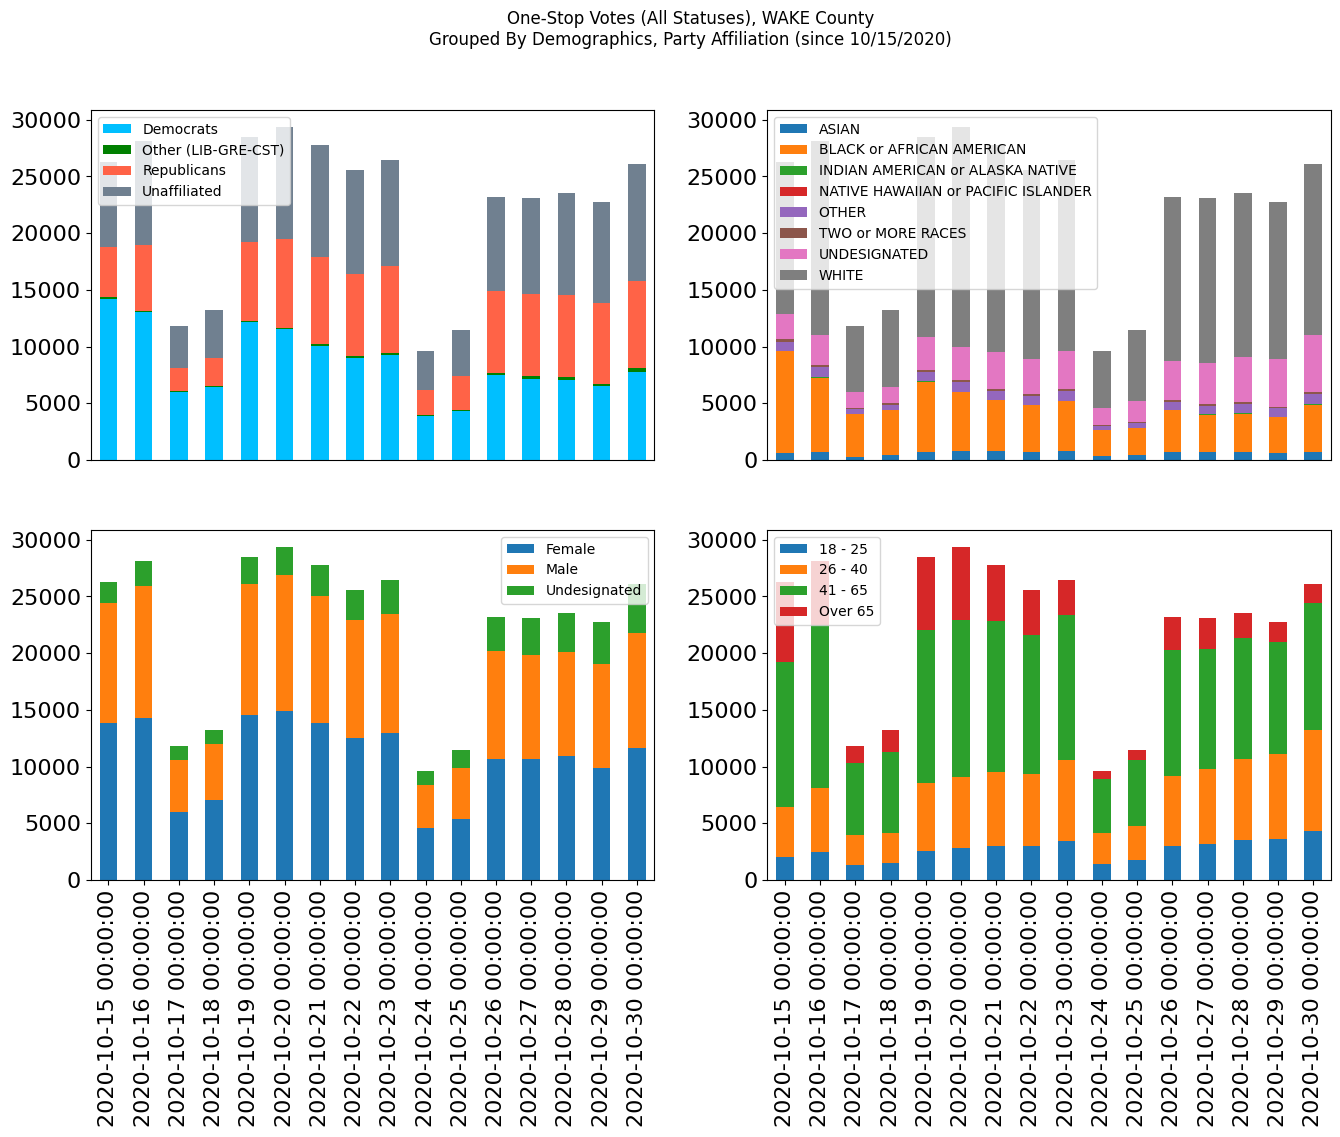 One-Stop Votes (All Statuses), WAKE County
Grouped By Demographics, Party Affiliation (since 10/15/2020)
30000
25000
20000
15000
10000
5000
0
Democrats
Other (LIB-GRE-CST)
Republicans
Unaffiliated
30000
25000
20000
15000
10000
5000
0
ASIAN
BLACK or AFRICAN AMERICAN
INDIAN AMERICAN or ALASKA NATIVE
NATIVE HAWAIIAN or PACIFIC ISLANDER
OTHER
TWO or MORE RACES
UNDESIGNATED
WHITE
30000
25000
20000
15000
10000
5000
0
Female
Male
Undesignated
2020-10-15 00:00:00
2020-10-16 00:00:00
2020-10-17 00:00:00
2020-10-18 00:00:00
2020-10-19 00:00:00
2020-10-20 00:00:00
2020-10-21 00:00:00
2020-10-22 00:00:00
2020-10-23 00:00:00
2020-10-24 00:00:00
2020-10-25 00:00:00
2020-10-26 00:00:00
2020-10-27 00:00:00
2020-10-28 00:00:00
2020-10-29 00:00:00
2020-10-30 00:00:00
30000
25000
20000
15000
10000
5000
0
18 - 25
26 - 40
41 - 65
Over 65
2020-10-15 00:00:00
2020-10-16 00:00:00
2020-10-17 00:00:00
2020-10-18 00:00:00
2020-10-19 00:00:00
2020-10-20 00:00:00
2020-10-21 00:00:00
2020-10-22 00:00:00
2020-10-23 00:00:00
2020-10-24 00:00:00
2020-10-25 00:00:00
2020-10-26 00:00:00
2020-10-27 00:00:00
2020-10-28 00:00:00
2020-10-29 00:00:00
2020-10-30 00:00:00